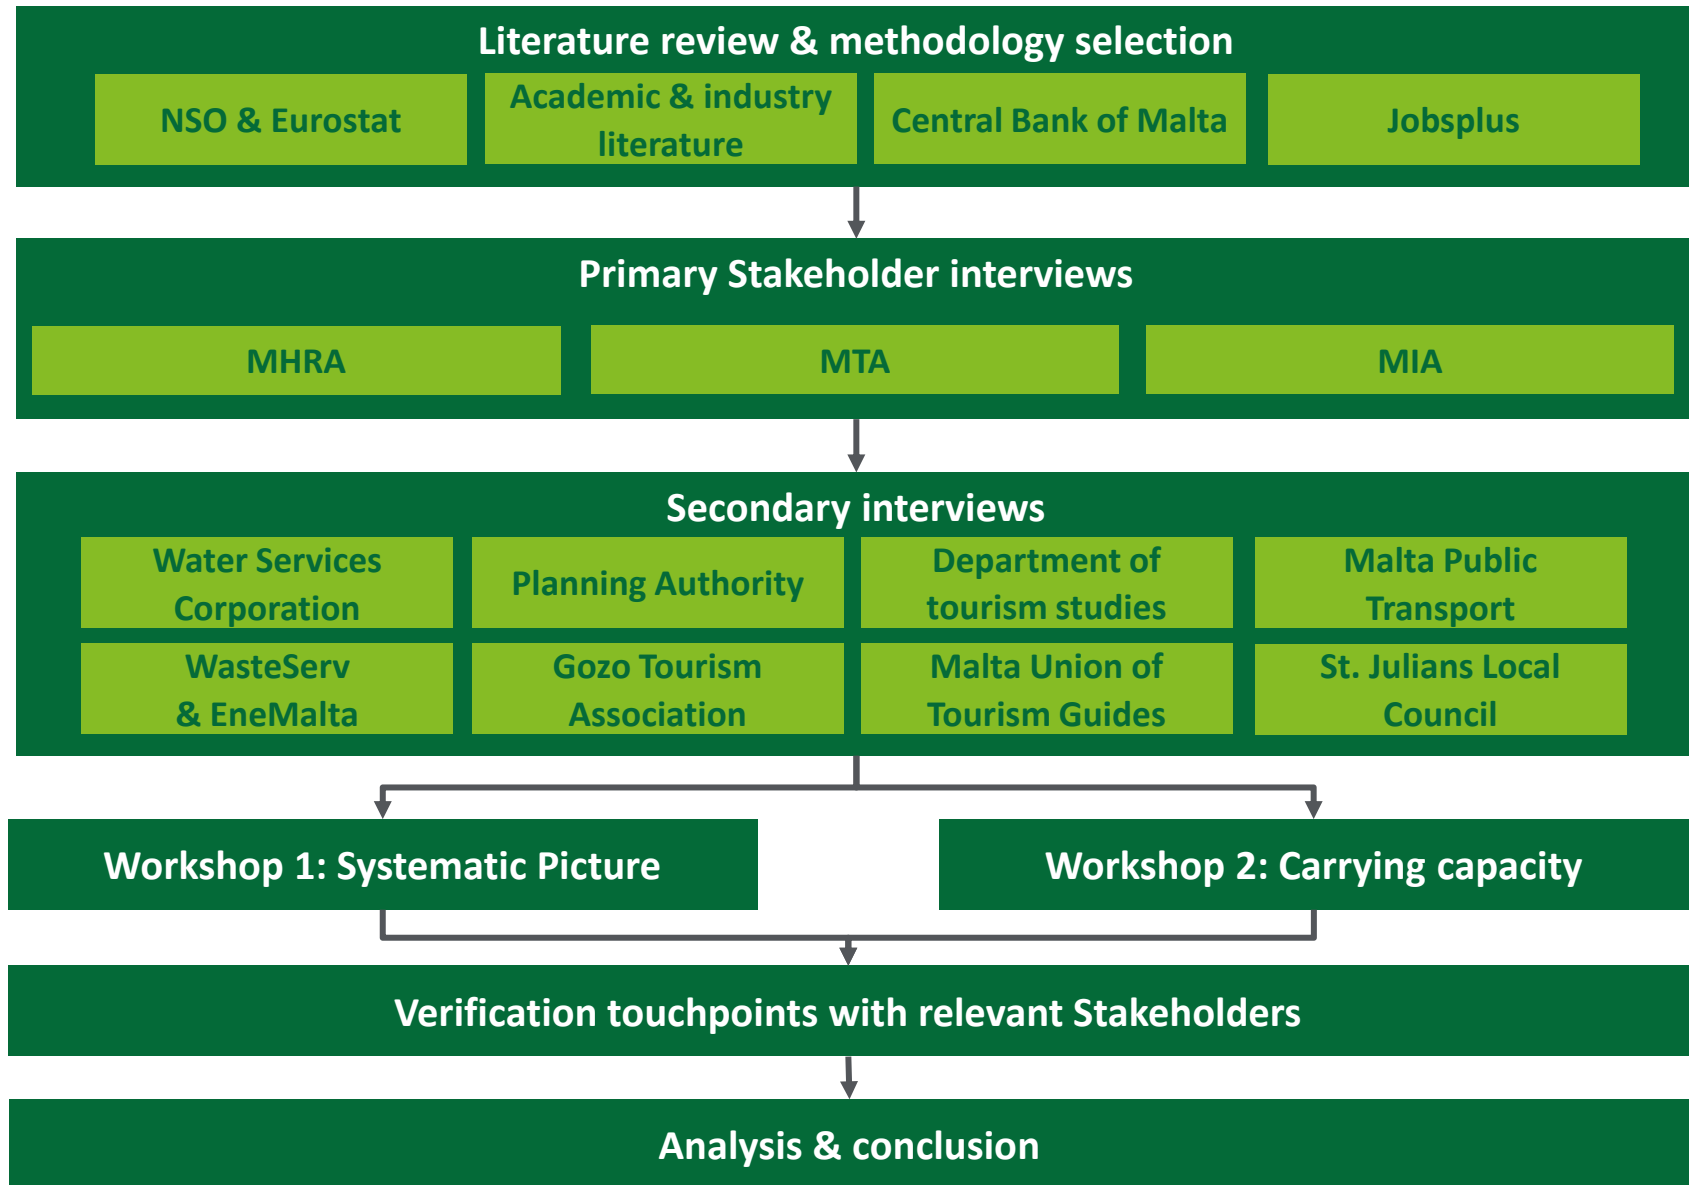 Literature review & methodology selection
NSO & Eurostat
Academic & industry
literature
Central Bank of Malta
Jobsplus
Primary Stakeholder interviews
MHRA
MTA
MIA
Secondary interviews
Water Services
Corporation
Planning Authority
Department of
tourism studies
Malta Public
Transport
WasteServ
& EneMalta
Gozo Tourism
Association
Malta Union of
Tourism Guides
St. Julians Local
Council
Workshop 1: Systematic Picture
Workshop 2: Carrying capacity
Verification touchpoints with relevant Stakeholders
Analysis & conclusion